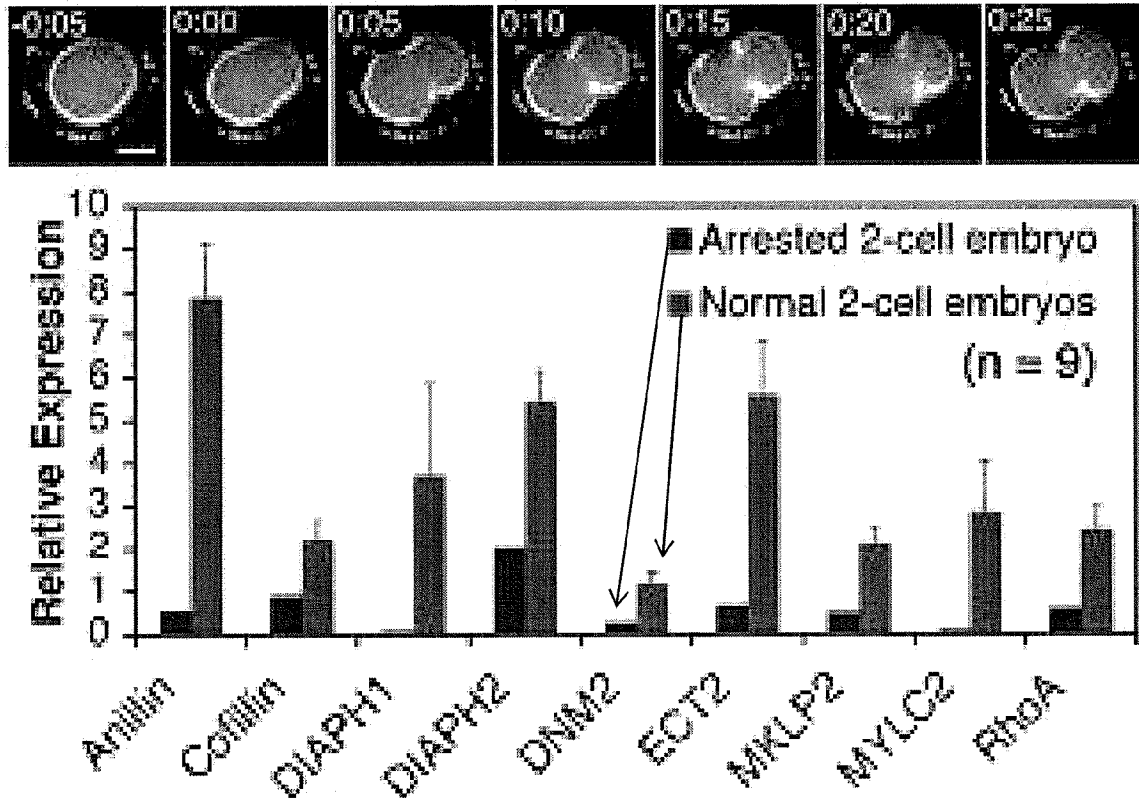 -0:05 0:00 0:05 0:10 0:15 0:20 0:25
Relative Expression
10
9
8
7
6
5
4
3
2
1
0
Arrested 2-cell embryo
Normal 2-cell embryos
(n = 9)
Anillin Cofillin DIAPH1 DIAPH2 DNM2 ECT2 MKLP2 MYLC2 RhoA